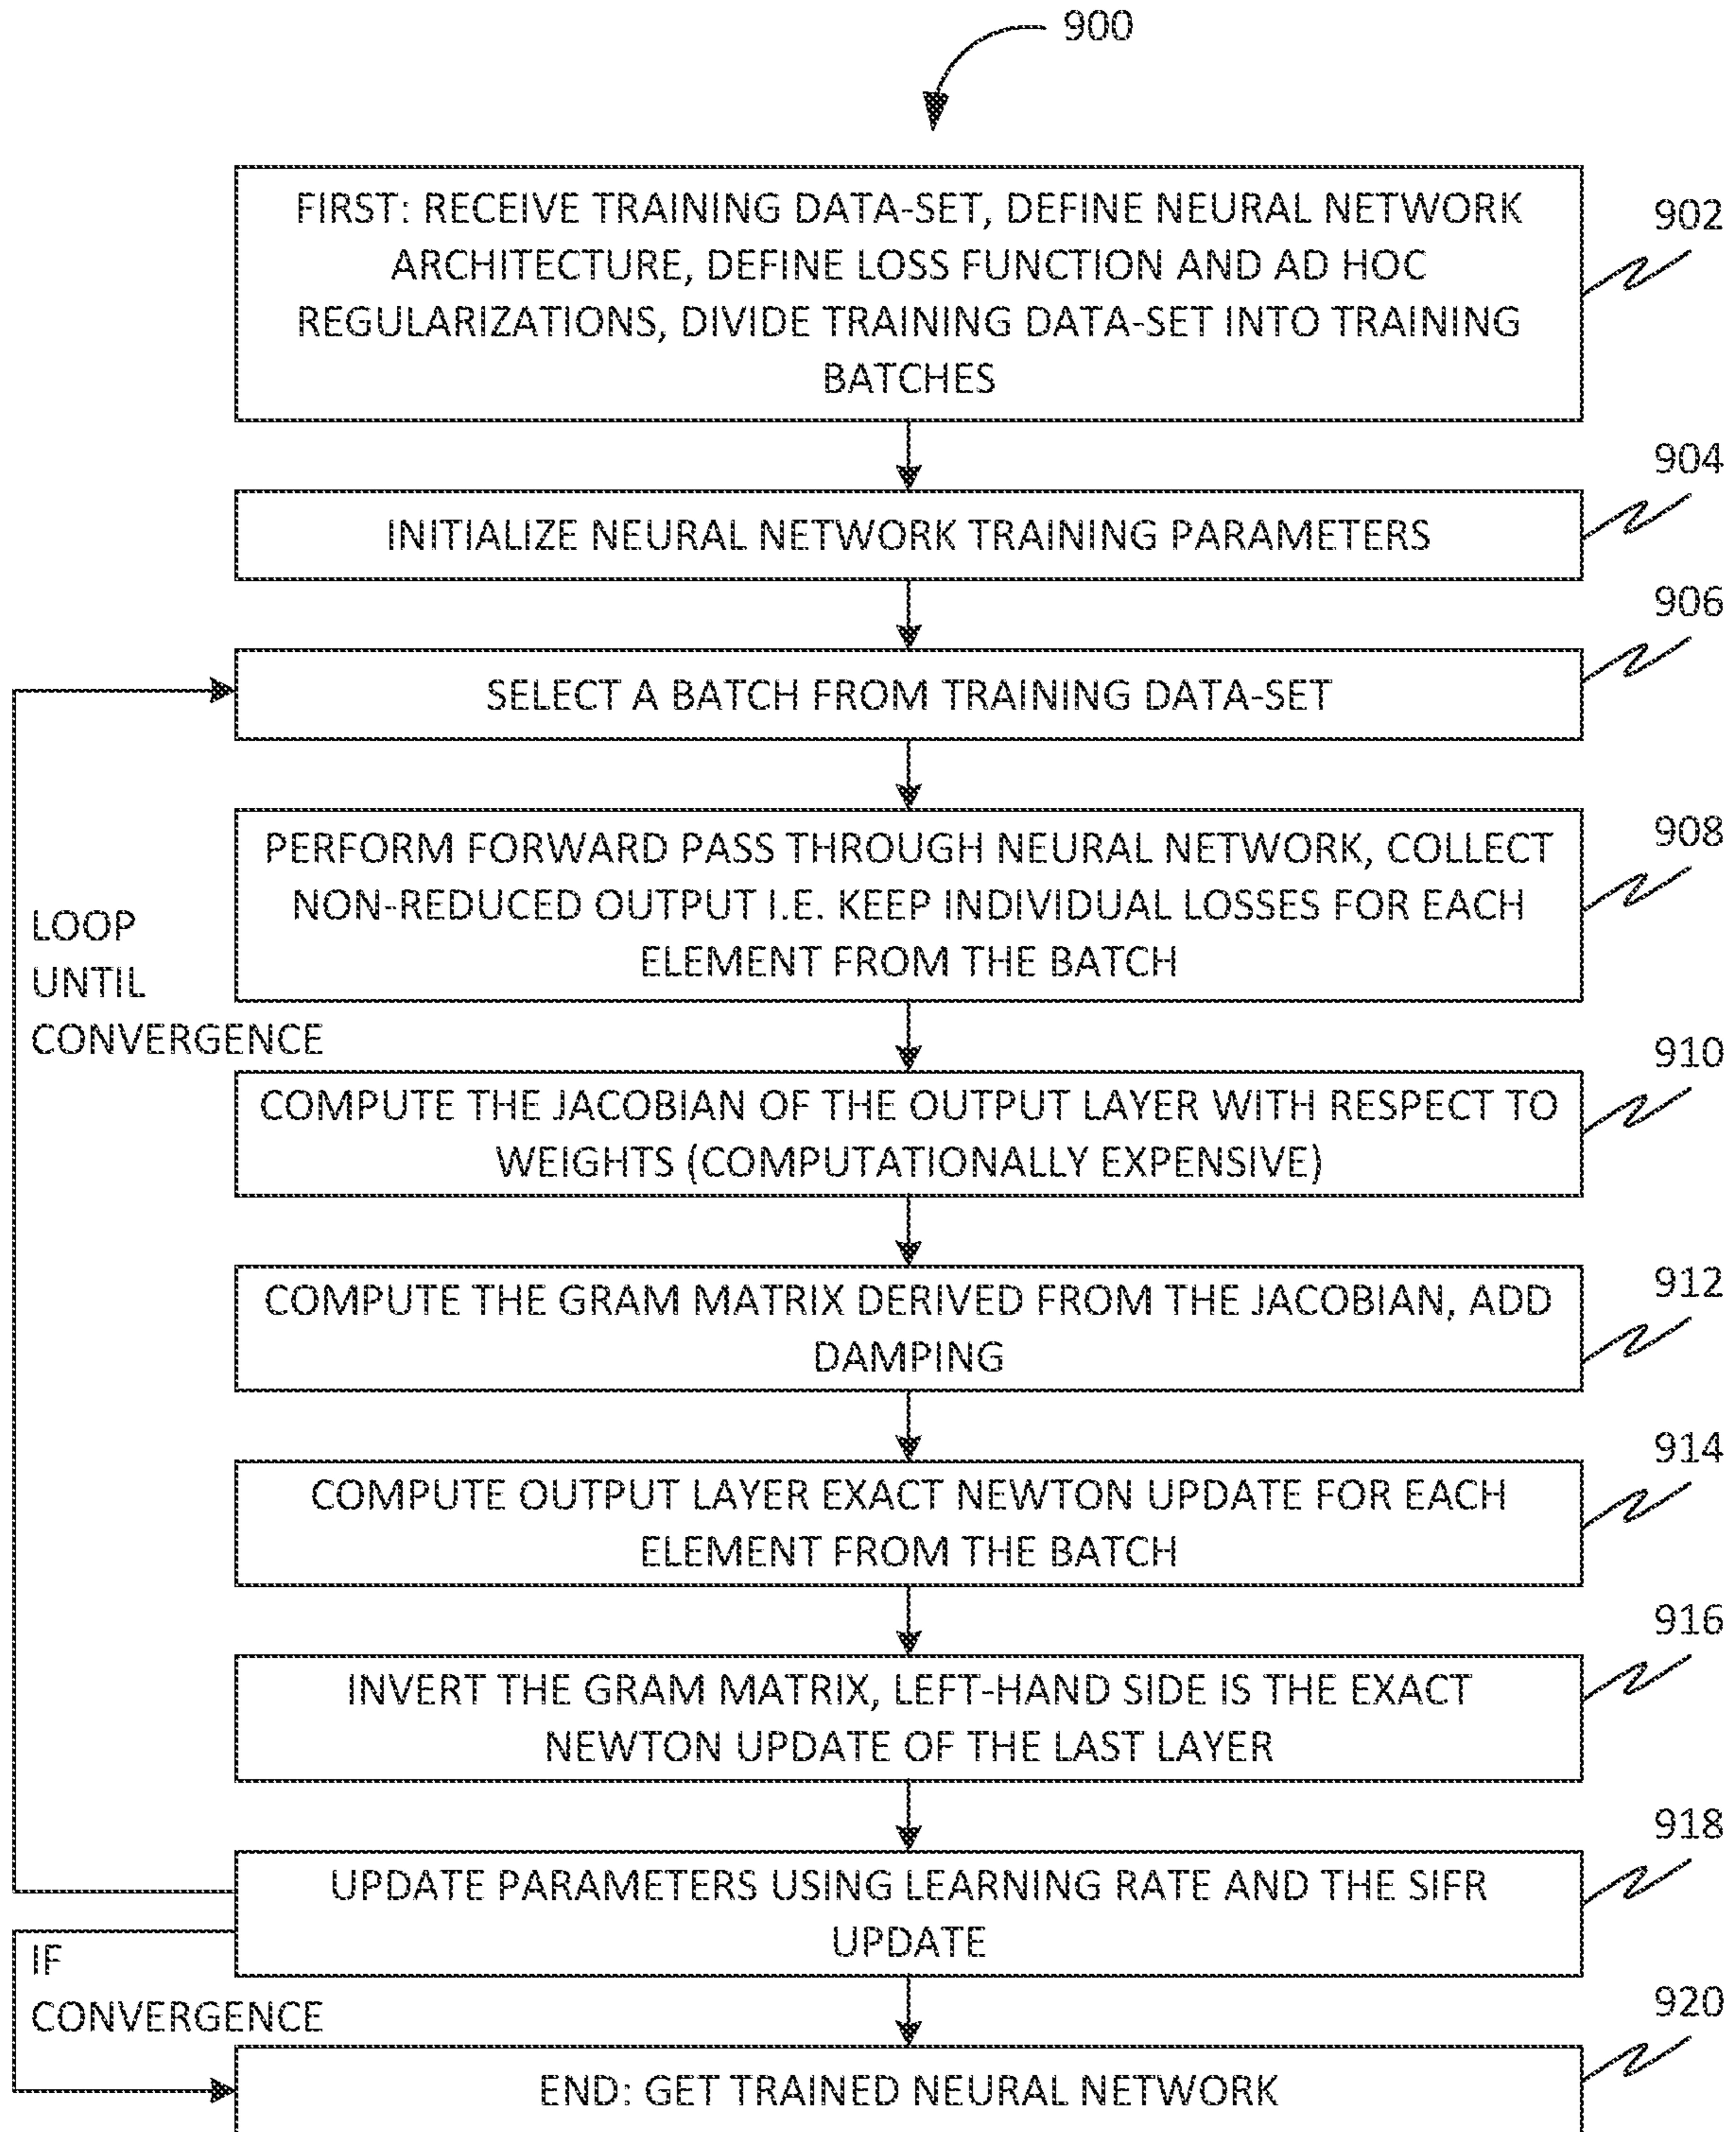 900
FIRST: RECEIVE TRAINING DATA-SET, DEFINE NEURAL NETWORK
ARCHITECTURE, DEFINE LOSS FUNCTION AND AD HOC
REGULARIZATIONS, DIVIDE TRAINING DATA-SET INTO TRAINING
BATCHES
902
904
INITIALIZE NEURAL NETWORK TRAINING PARAMETERS
906
SELECT A BATCH FROM TRAINING DATA-SET
908
PERFORM FORWARD PASS THROUGH NEURAL NETWORK, COLLECT
NON-REDUCED OUTPUT I.E. KEEP INDIVIDUAL LOSSES FOR EACH
ELEMENT FROM THE BATCH
LOOP
UNTIL
CONVERGENCE
910
COMPUTE THE JACOBIAN OF THE OUTPUT LAYER WITH RESPECT TO
WEIGHTS (COMPUTATIONALLY EXPENSIVE)
912
COMPUTE THE GRAM MATRIX DERIVED FROM THE JACOBIAN, ADD
DAMPING
914
COMPUTE OUTPUT LAYER EXACT NEWTON UPDATE FOR EACH
ELEMENT FROM THE BATCH
916
INVERT THE GRAM MATRIX, LEFT-HAND SIDE IS THE EXACT
NEWTON UPDATE OF THE LAST LAYER
918
UPDATE PARAMETERS USING LEARNING RATE AND THE SIFR
UPDATE
IF
CONVERGENCE
920
END: GET TRAINED NEURAL NETWORK